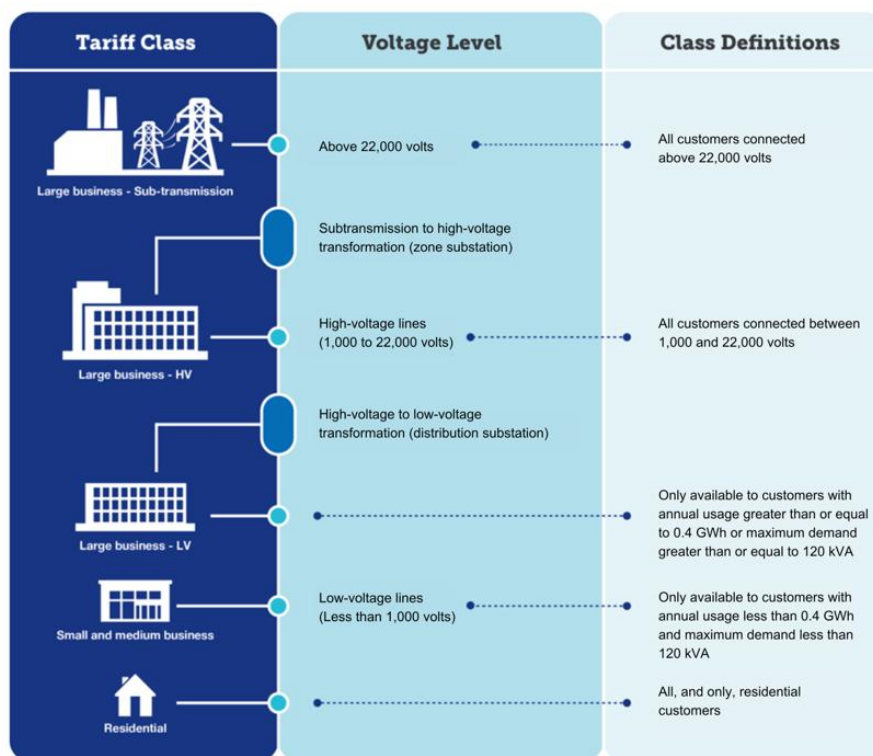 Tariff Class
Voltage Level
Class Definitions
Large business - Sub-transmission
Above 22,000 volts
All customers connected
above 22,000 volts
Subtransmission to high-voltage
transformation (zone substation)
Large business - HV
High-voltage lines
(1,000 to 22,000 volts)
All customers connected between
1,000 and 22,000 volts
High-voltage to low-voltage
transformation (distribution substation)
Large business - LV
Only available to customers with
annual usage greater than or equal
to 0.4 GWh or maximum demand
greater than or equal to 120 kVA
Small and medium business
Low-voltage lines
(Less than 1,000 volts)
Only available to customers with
annual usage less than 0.4 GWh
and maximum demand less than
120 kVA
Residential
All, and only, residential
customers